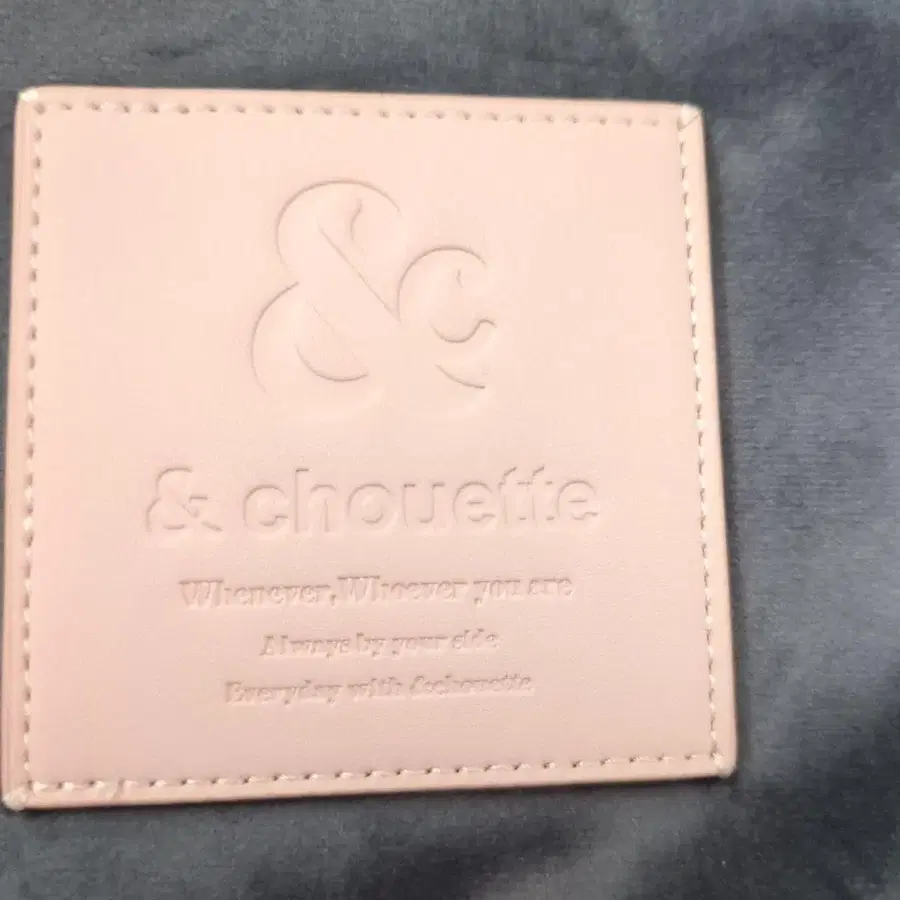 &c
& chouette
Whenever,Whoever you are
Always by your side
Everyday with &chouette